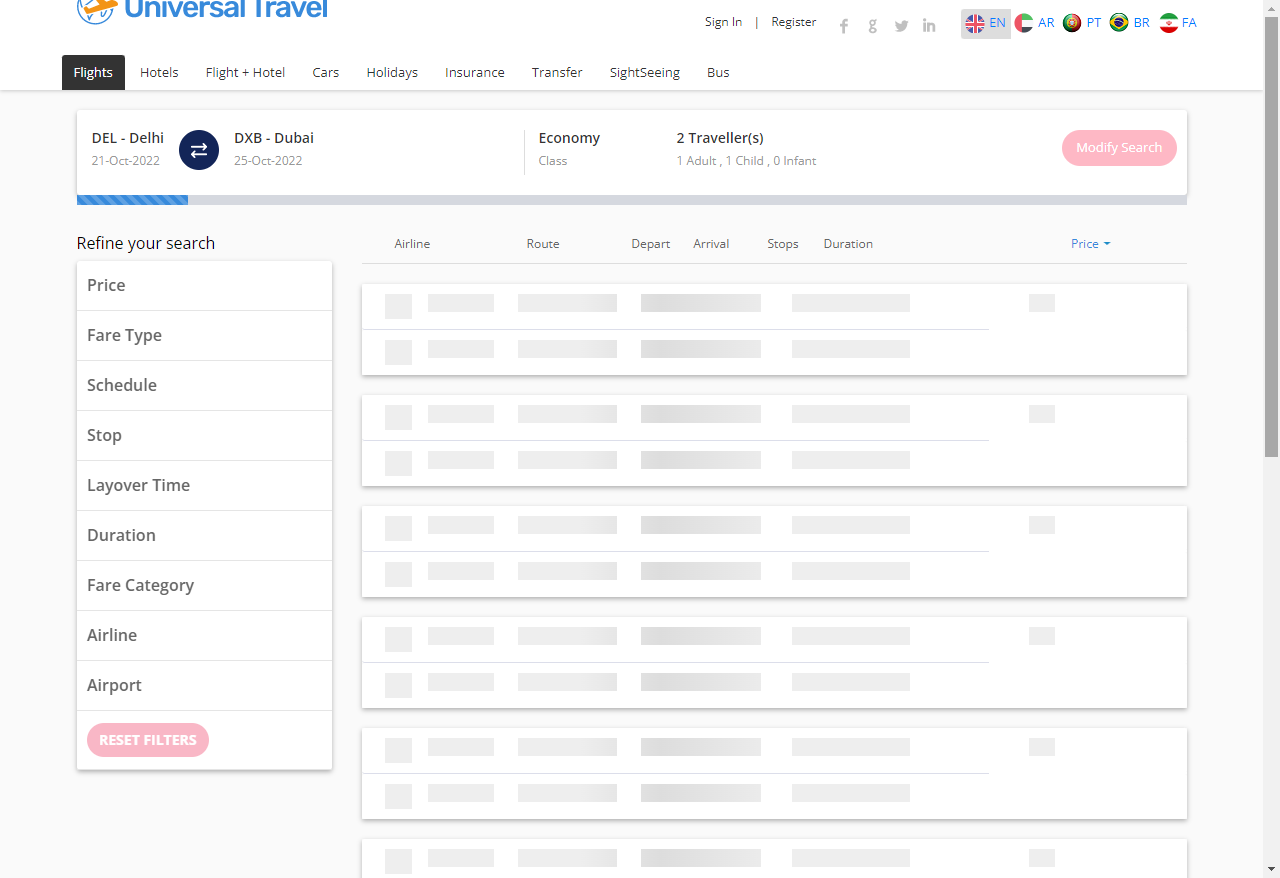 Universal Travel
Sign In | Register
EN AR PT BR FA
Flights Hotels Flight + Hotel Cars Holidays Insurance Transfer SightSeeing Bus
DEL - Delhi DXB - Dubai Economy 2 Traveller(s)
21-Oct-2022 25-Oct-2022 Class 1 Adult , 1 Child , 0 Infant
Modify Search
Refine your search
Airline Route Depart Arrival Stops Duration Price
Price
Fare Type
Schedule
Stop
Layover Time
Duration
Fare Category
Airline
Airport
RESET FILTERS